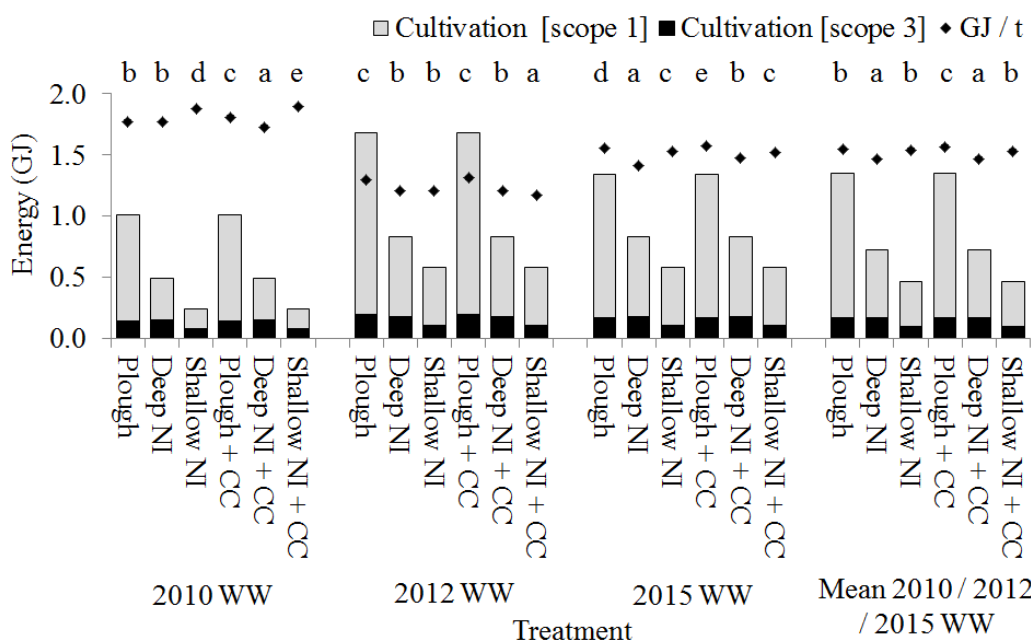 Cultivation [scope 1] Cultivation [scope 3] GJ / t
b b d c a e c b b c b a d a c e b c b a b c a b
2.0
1.5
1.0
0.5
0.0
Energy (GJ)
Plough
Deep NI
Shallow NI
Plough + CC
Deep NI + CC
Shallow NI + CC
Plough
Deep NI
Shallow NI
Plough + CC
Deep NI + CC
Shallow NI + CC
Plough
Deep NI
Shallow NI
Plough + CC
Deep NI + CC
Shallow NI + CC
Plough
Deep NI
Shallow NI
Plough + CC
Deep NI + CC
Shallow NI + CC
2010 WW
2012 WW
2015 WW
Mean 2010 / 2012
/ 2015 WW
Treatment